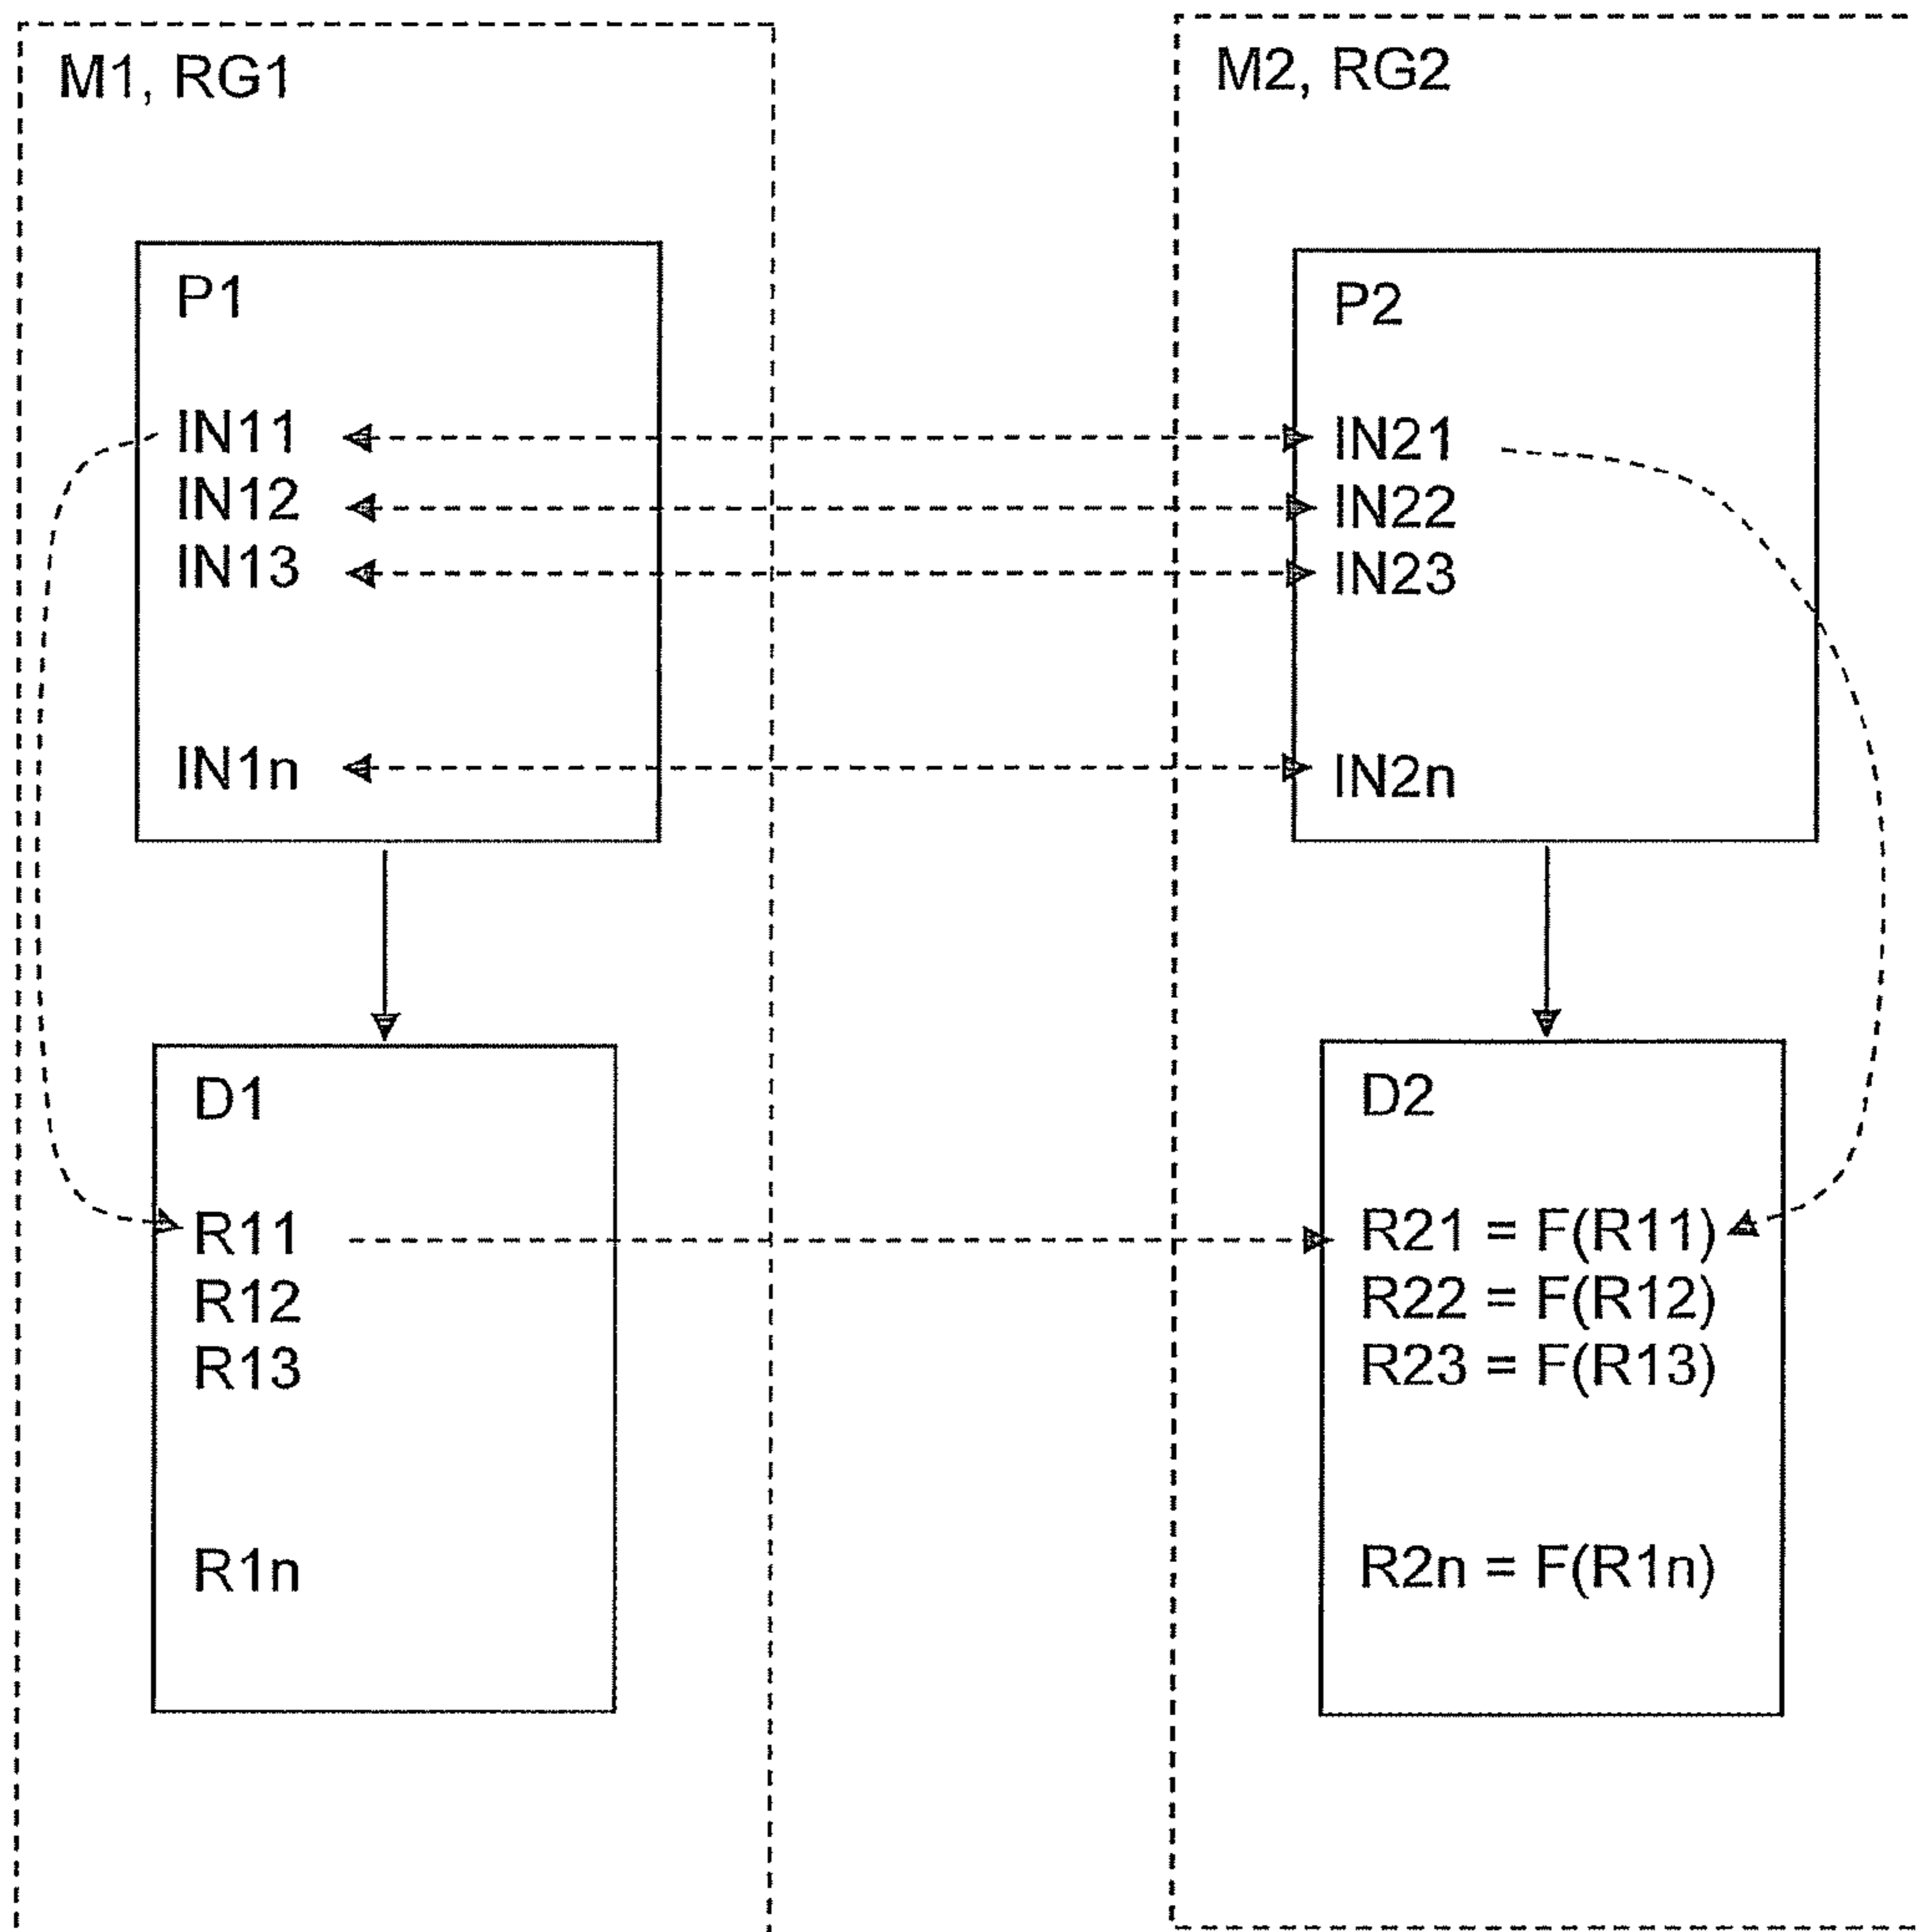 M1, RG1
P1
IN11
IN12
IN13
IN1n
D1
R11
R12
R13
R1n
M2, RG2
P2
IN21
IN22
IN23
IN2n
D2
R21 = F(R11)
R22 = F(R12)
R23 = F(R13)
R2n = F(R1n)